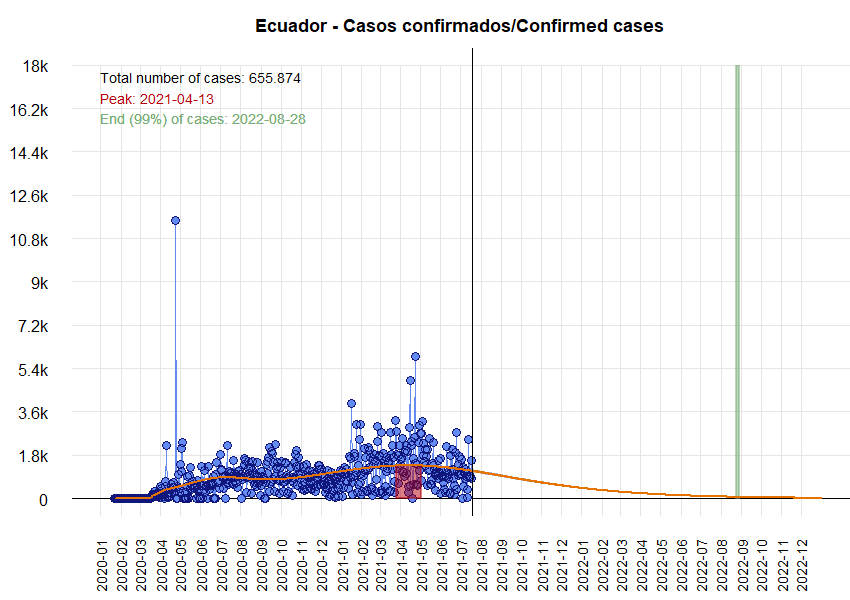 Ecuador - Casos confirmados/Confirmed cases
18k
Total number of cases: 655.874
Peak: 2021-04-13
16.2k
End (99%) of cases: 2022-08-28
14.4k
12.6k
10.8k
9k
7.2k
5.4k
3.6k
1.8k
0
2020-01
2020-02
2020-03
2020-04
2020-05
2020-06
2020-07
2020-08
2020-09
2020-10
2020-11
2020-12
2021-01
2021-02
2021-03
2021-04
2021-05
2021-06
2021-07
2021-08
2021-09
2021-10
2021-11
2021-12
2022-01
2022-02
2022-03
2022-04
2022-05
2022-06
2022-07
2022-08
2022-09
2022-10
2022-11
2022-12